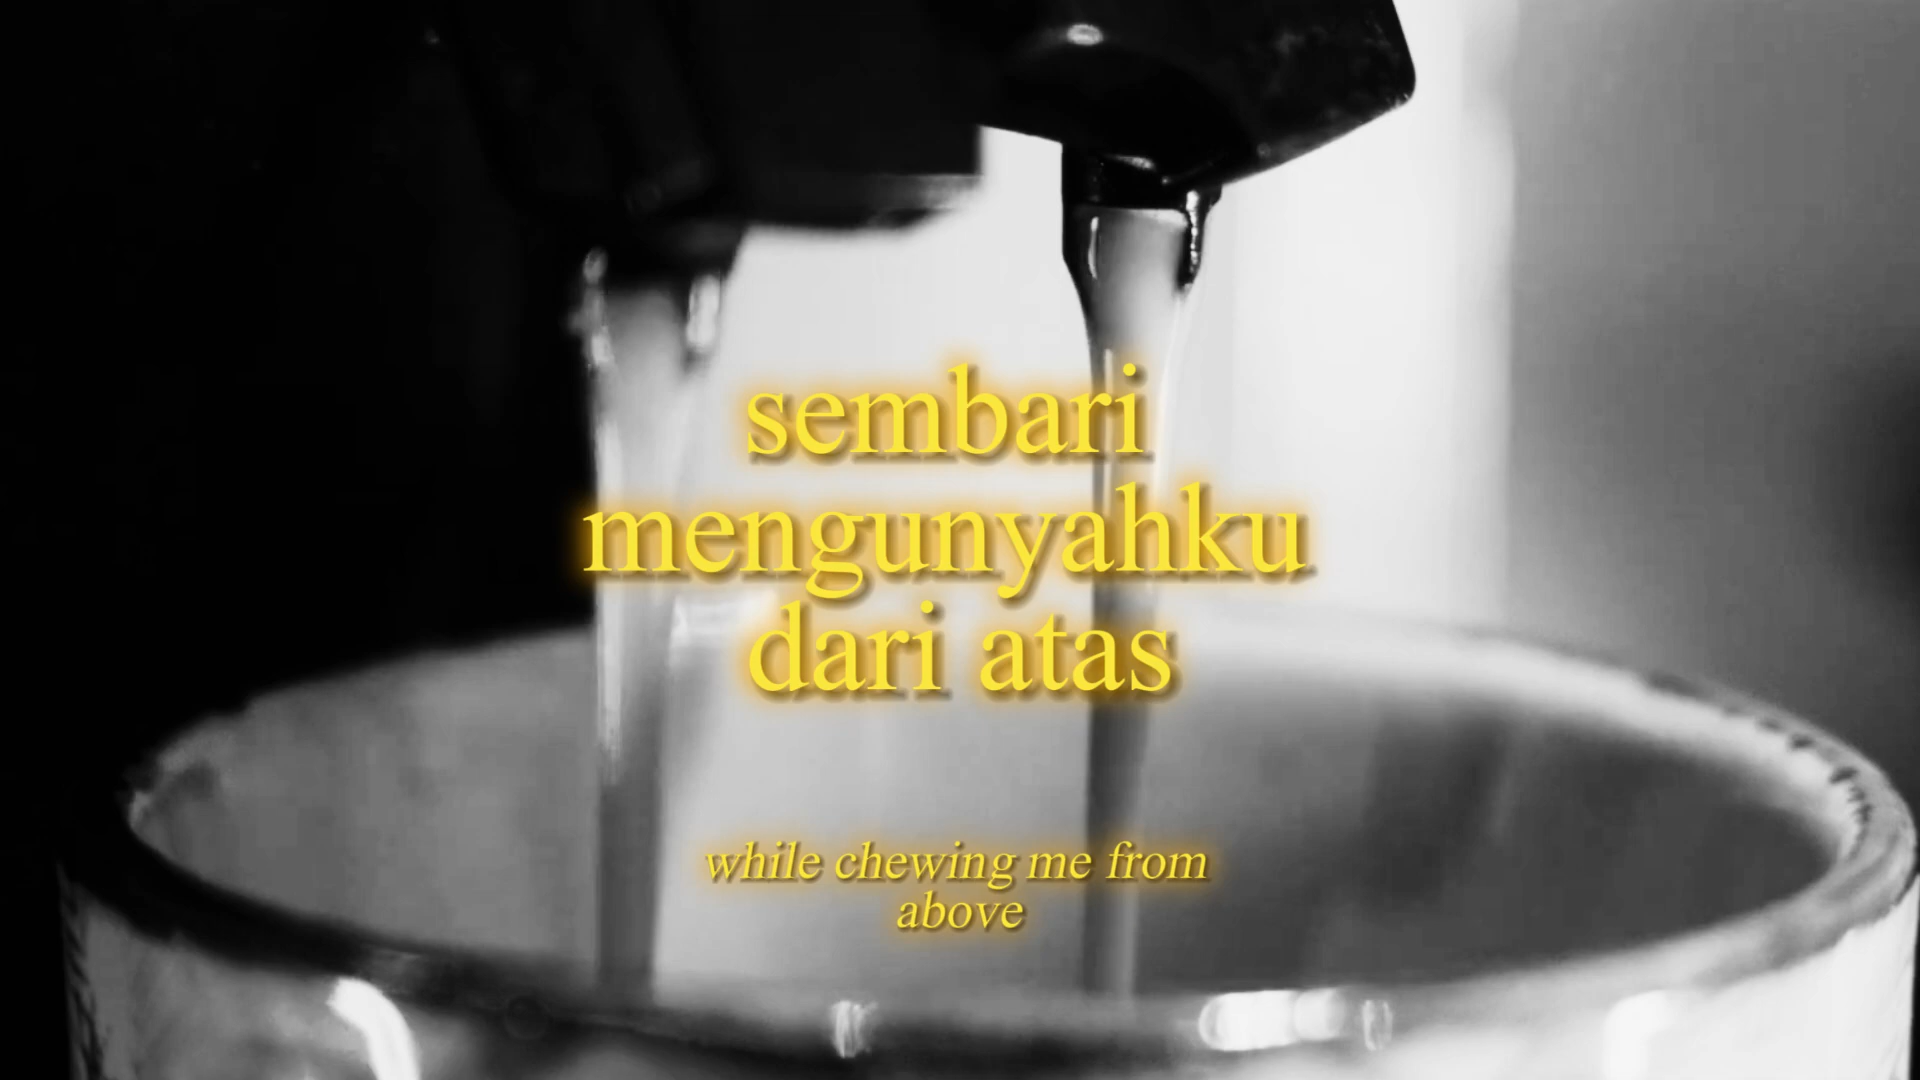 sembari
mengunyahku
dari atas
while chewing me from
above